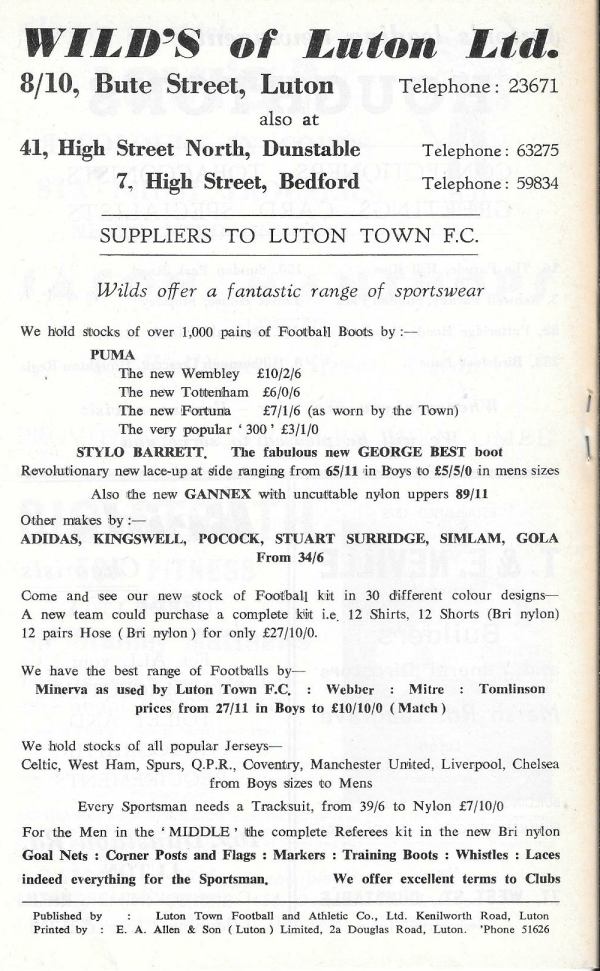 WILD'S of Luton Ltd.
8/10, Bute Street, Luton Telephone: 23671
also at
41, High Street North, Dunstable Telephone: 63275
7, High Street, Bedford Telephone: 59834
SUPPLIERS TO LUTON TOWN F.C.
Wilds offer a fantastic range of sportswear
We hold stocks of over 1,000 pairs of Football Boots by :—
PUMA
The new Wembley £10/2/6
The new Tottenham £6/0/6
The new Fortuna £7/1/6 (as worn by the Town)
The very popular ' 300 ' £3/1/0
STYLO BARRETT. The fabulous new GEORGE BEST boot
Revolutionary new lace-up at side ranging from 65/11 in Boys to £5/5/0 in mens sizes
Also the new GANNEX with uncuttable nylon uppers 89/11
Other makes by :—
ADIDAS, KINGSWELL, POCOCK, STUART SURRIDGE, SIMLAM, GOLA
From 34/6
Come and see our new stock of Football kit in 30 different colour designs—
A new team could purchase a complete kit i.e. 12 Shirts, 12 Shorts (Bri nylon)
12 pairs Hose ( Bri nylon ) for only £27/10/0.
We have the best range of Footballs by—
Minerva as used by Luton Town F.C. : Webber : Mitre : Tomlinson
prices from 27/11 in Boys to £10/10/0 ( Match )
We hold stocks of all popular Jerseys—
Celtic, West Ham, Spurs, Q.P.R., Coventry, Manchester United, Liverpool, Chelsea
from Boys sizes to Mens
Every Sportsman needs a Tracksuit, from 39/6 to Nylon £7/10/0
For the Men in the ' MIDDLE ' the complete Referees kit in the new Bri nylon
Goal Nets : Corner Posts and Flags : Markers : Training Boots : Whistles : Laces
indeed everything for the Sportsman. We offer excellent terms to Clubs
Published by : Luton Town Football and Athletic Co., Ltd. Kenilworth Road, Luton
Printed by : E. A. Allen & Son ( Luton ) Limited, 2a Douglas Road, Luton. 'Phone 51626